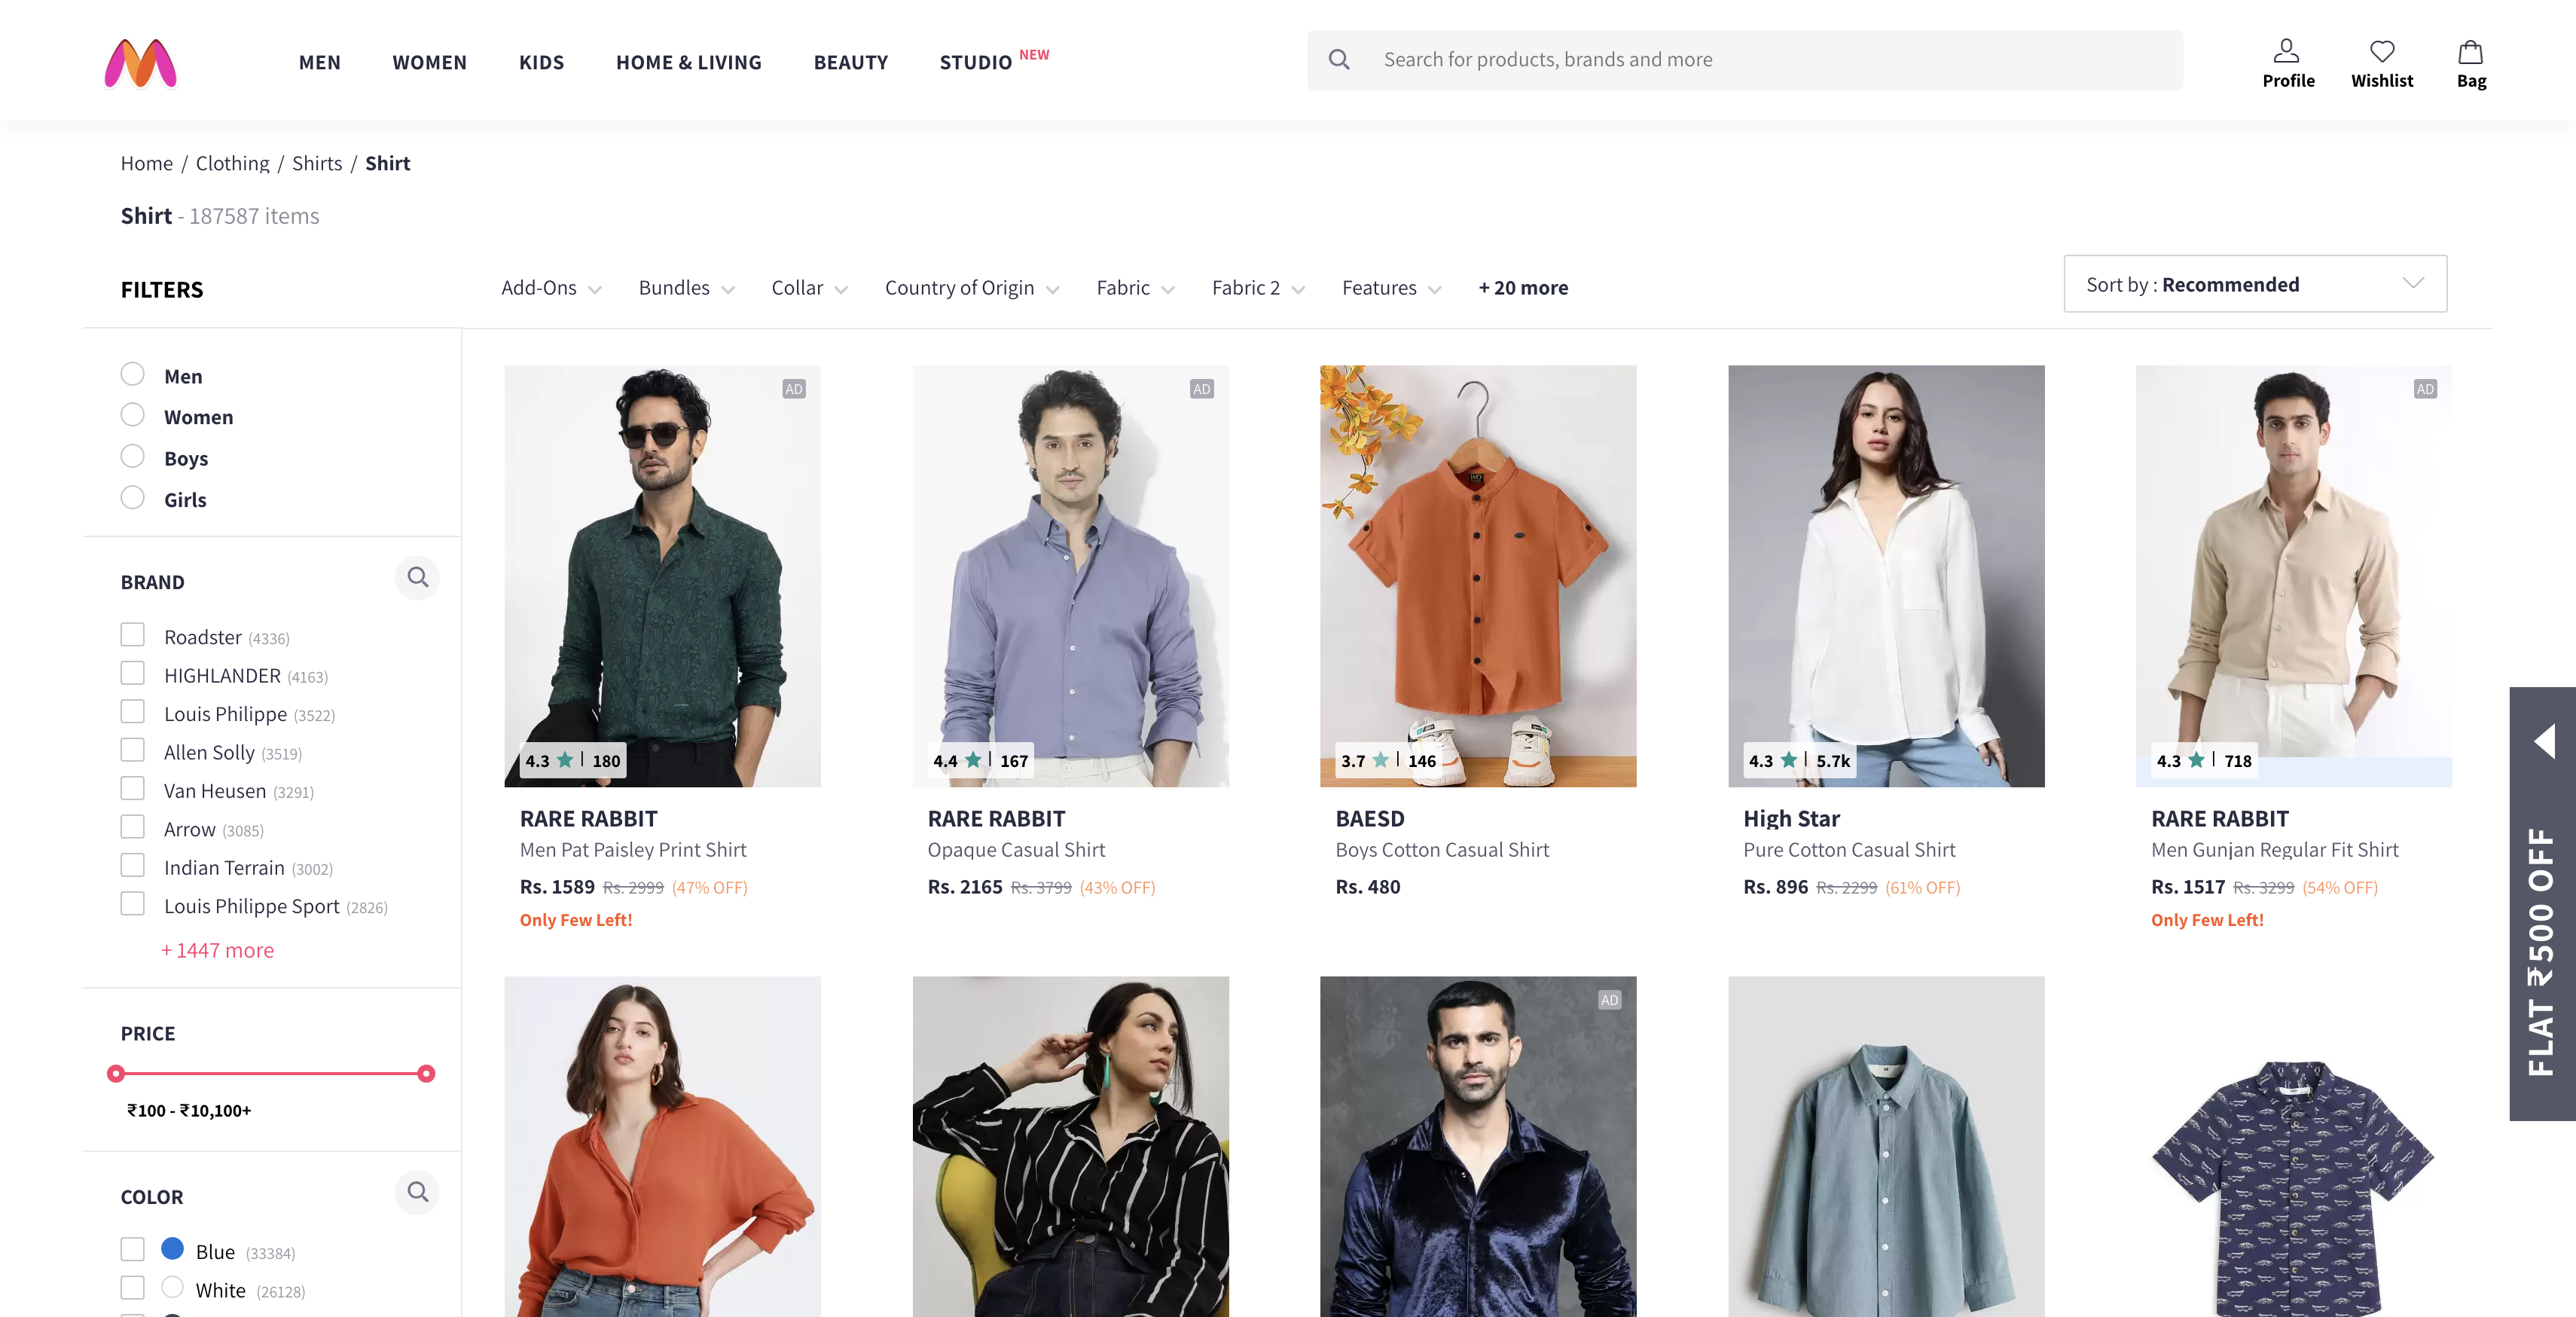 MEN WOMEN KIDS HOME & LIVING BEAUTY STUDIO NEW
Search for products, brands and more
Profile Wishlist Bag
Home / Clothing / Shirts / Shirt
Shirt - 187587 items
FILTERS
Add-Ons Bundles Collar Country of Origin Fabric Fabric 2 Features + 20 more
Sort by : Recommended
Men
Women
Boys
Girls
BRAND
Roadster (4336)
HIGHLANDER (4163)
Louis Philippe (3522)
Allen Solly (3519)
Van Heusen (3291)
Arrow (3085)
Indian Terrain (3002)
Louis Philippe Sport (2826)
+ 1447 more
PRICE
₹100 - ₹10,100+
COLOR
Blue (33384)
White (26128)
AD
4.3 | 180
RARE RABBIT
Men Pat Paisley Print Shirt
Rs. 1589 Rs. 2999 (47% OFF)
Only Few Left!
AD
4.4 | 167
RARE RABBIT
Opaque Casual Shirt
Rs. 2165 Rs. 3799 (43% OFF)
3.7 | 146
BAESD
Boys Cotton Casual Shirt
Rs. 480
4.3 | 5.7k
High Star
Pure Cotton Casual Shirt
Rs. 896 Rs. 2299 (61% OFF)
AD
4.3 | 718
RARE RABBIT
Men Gunjan Regular Fit Shirt
Rs. 1517 Rs. 3299 (54% OFF)
Only Few Left!
AD
FLAT ₹500 OFF